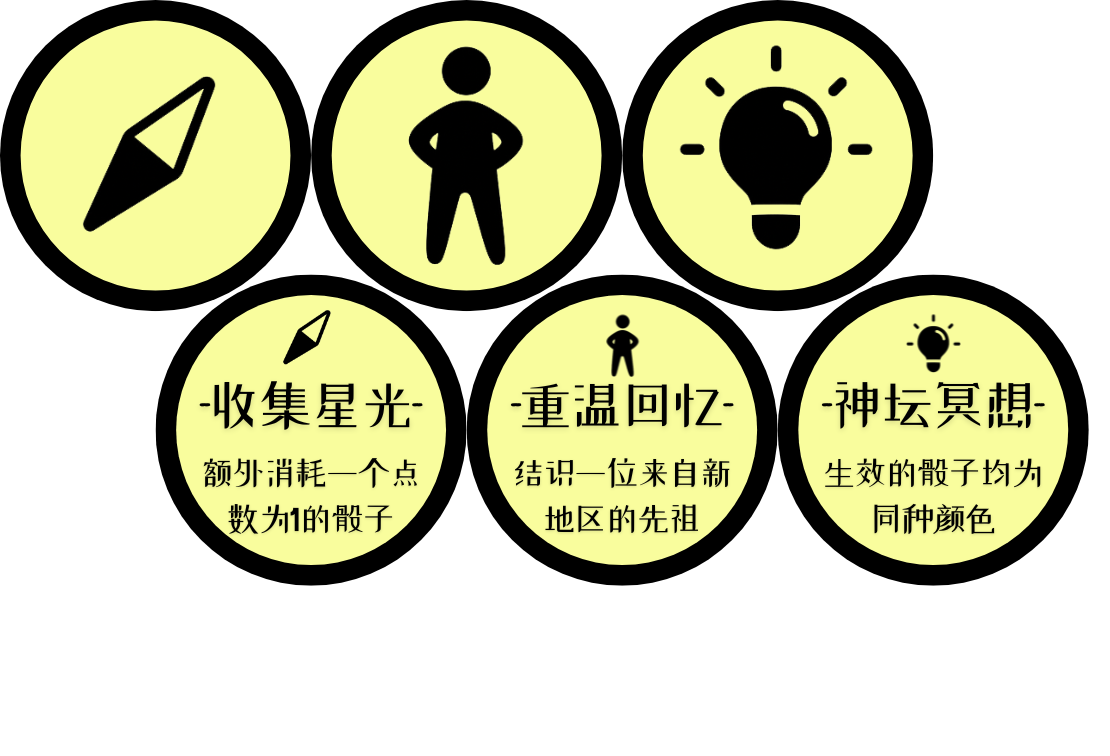 -收集星光-
额外消耗一个点
数为1的骰子
-重温回忆-
结识一位来自新
地区的先祖
-神坛冥想-
生效的骰子均为
同种颜色